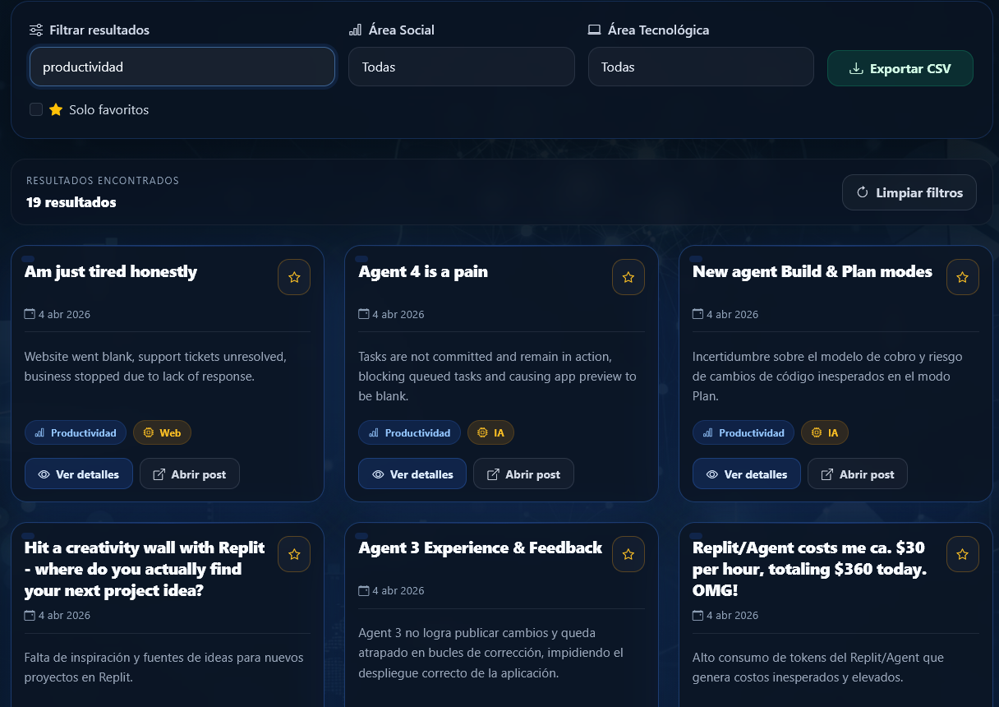 Filtrar resultados
Área Social
Área Tecnológica
productividad
Todas
Todas
Exportar CSV
Solo favoritos
RESULTADOS ENCONTRADOS
19 resultados
Limpiar filtros
Am just tired honestly
4 abr 2026
Website went blank, support tickets unresolved,
business stopped due to lack of response.
Productividad
Web
Ver detalles
Abrir post
Agent 4 is a pain
4 abr 2026
Tasks are not committed and remain in action,
blocking queued tasks and causing app preview to
be blank.
Productividad
IA
Ver detalles
Abrir post
New agent Build & Plan modes
4 abr 2026
Incertidumbre sobre el modelo de cobro y riesgo
de cambios de código inesperados en el modo
Plan.
Productividad
IA
Ver detalles
Abrir post
Hit a creativity wall with Replit
- where do you actually find
your next project idea?
4 abr 2026
Falta de inspiración y fuentes de ideas para nuevos
proyectos en Replit.
Agent 3 Experience & Feedback
4 abr 2026
Agent 3 no logra publicar cambios y queda
atrapado en bucles de corrección, impidiendo el
despliegue correcto de la aplicación.
Replit/Agent costs me ca. $30
per hour, totaling $360 today.
OMG!
4 abr 2026
Alto consumo de tokens del Replit/Agent que
genera costos inesperados y elevados.